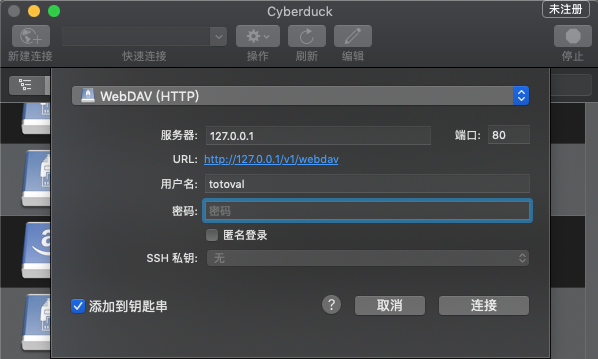 Cyberduck
未注册
新建连接
快速连接
操作
刷新
编辑
停止
WebDAV (HTTP)
服务器: 127.0.0.1 端口: 80
URL: http://127.0.0.1/v1/webdav
用户名: totoval
密码: 密码
匿名登录
SSH 私钥: 无
添加到钥匙串 ? 取消 连接